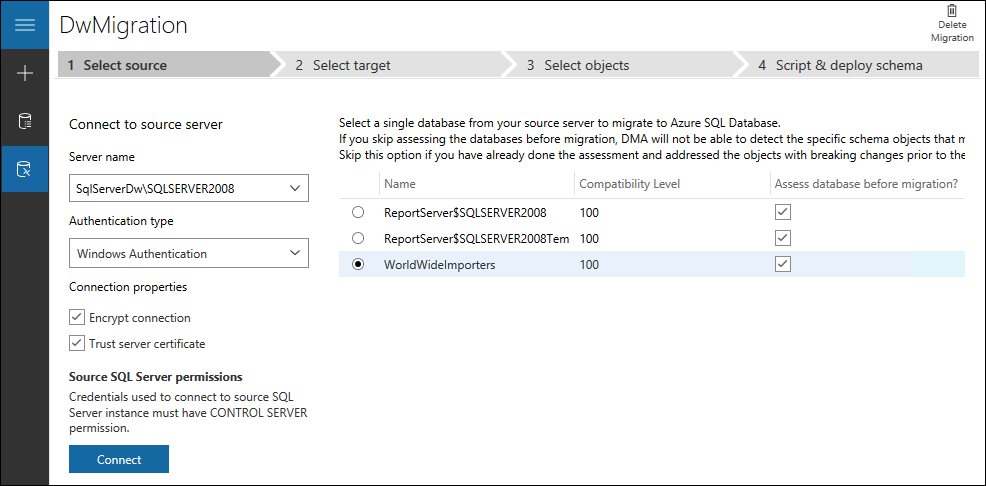 DwMigration
Delete
Migration
1 Select source
2 Select target
3 Select objects
4 Script & deploy schema
Connect to source server
Server name
SqlServerDw\SQLSERVER2008
Authentication type
Windows Authentication
Connection properties
Encrypt connection
Trust server certificate
Source SQL Server permissions
Credentials used to connect to source SQL
Server instance must have CONTROL SERVER
permission.
Connect
Select a single database from your source server to migrate to Azure SQL Database.
If you skip assessing the databases before migration, DMA will not be able to detect the specific schema objects that m
Skip this option if you have already done the assessment and addressed the objects with breaking changes prior to the
Name Compatibility Level Assess database before migration?
ReportServer$SQLSERVER2008 100
ReportServer$SQLSERVER2008Tem 100
WorldWideImporters 100